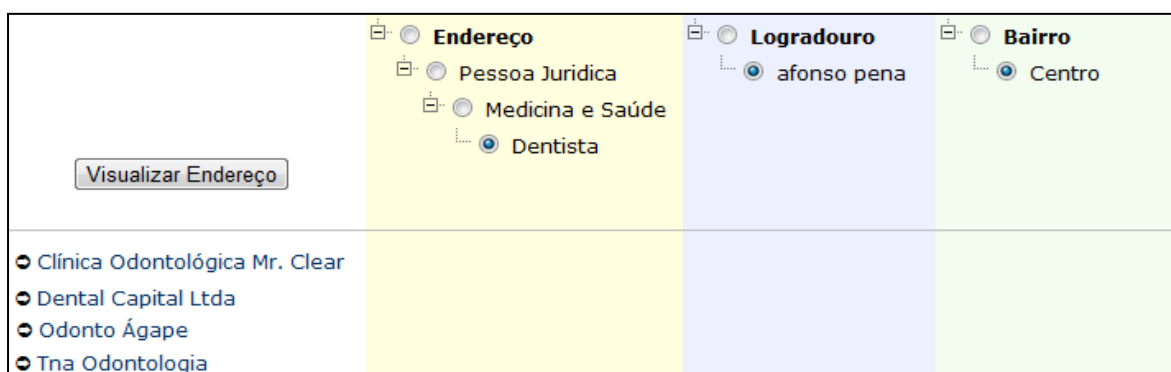 Endereço
Pessoa Juridica
Medicina e Saúde
Dentista
Logradouro
afonso pena
Bairro
Centro
Visualizar Endereço
Clínica Odontológica Mr. Clear
Dental Capital Ltda
Odonto Ágape
Tna Odontologia